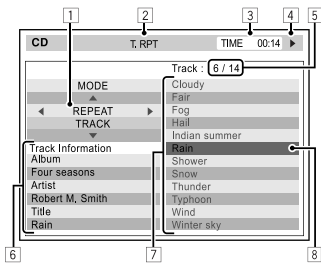 1 2 3 4 5
CD T. RPT TIME 00:14
Track : 6 / 14
MODE
REPEAT
TRACK
Track Information
Album
Four seasons
Artist
Robert M, Smith
Title
Rain
Cloudy
Fair
Fog
Hail
Indian summer
Rain
Shower
Snow
Thunder
Typhoon
Wind
Winter sky
6 7 8